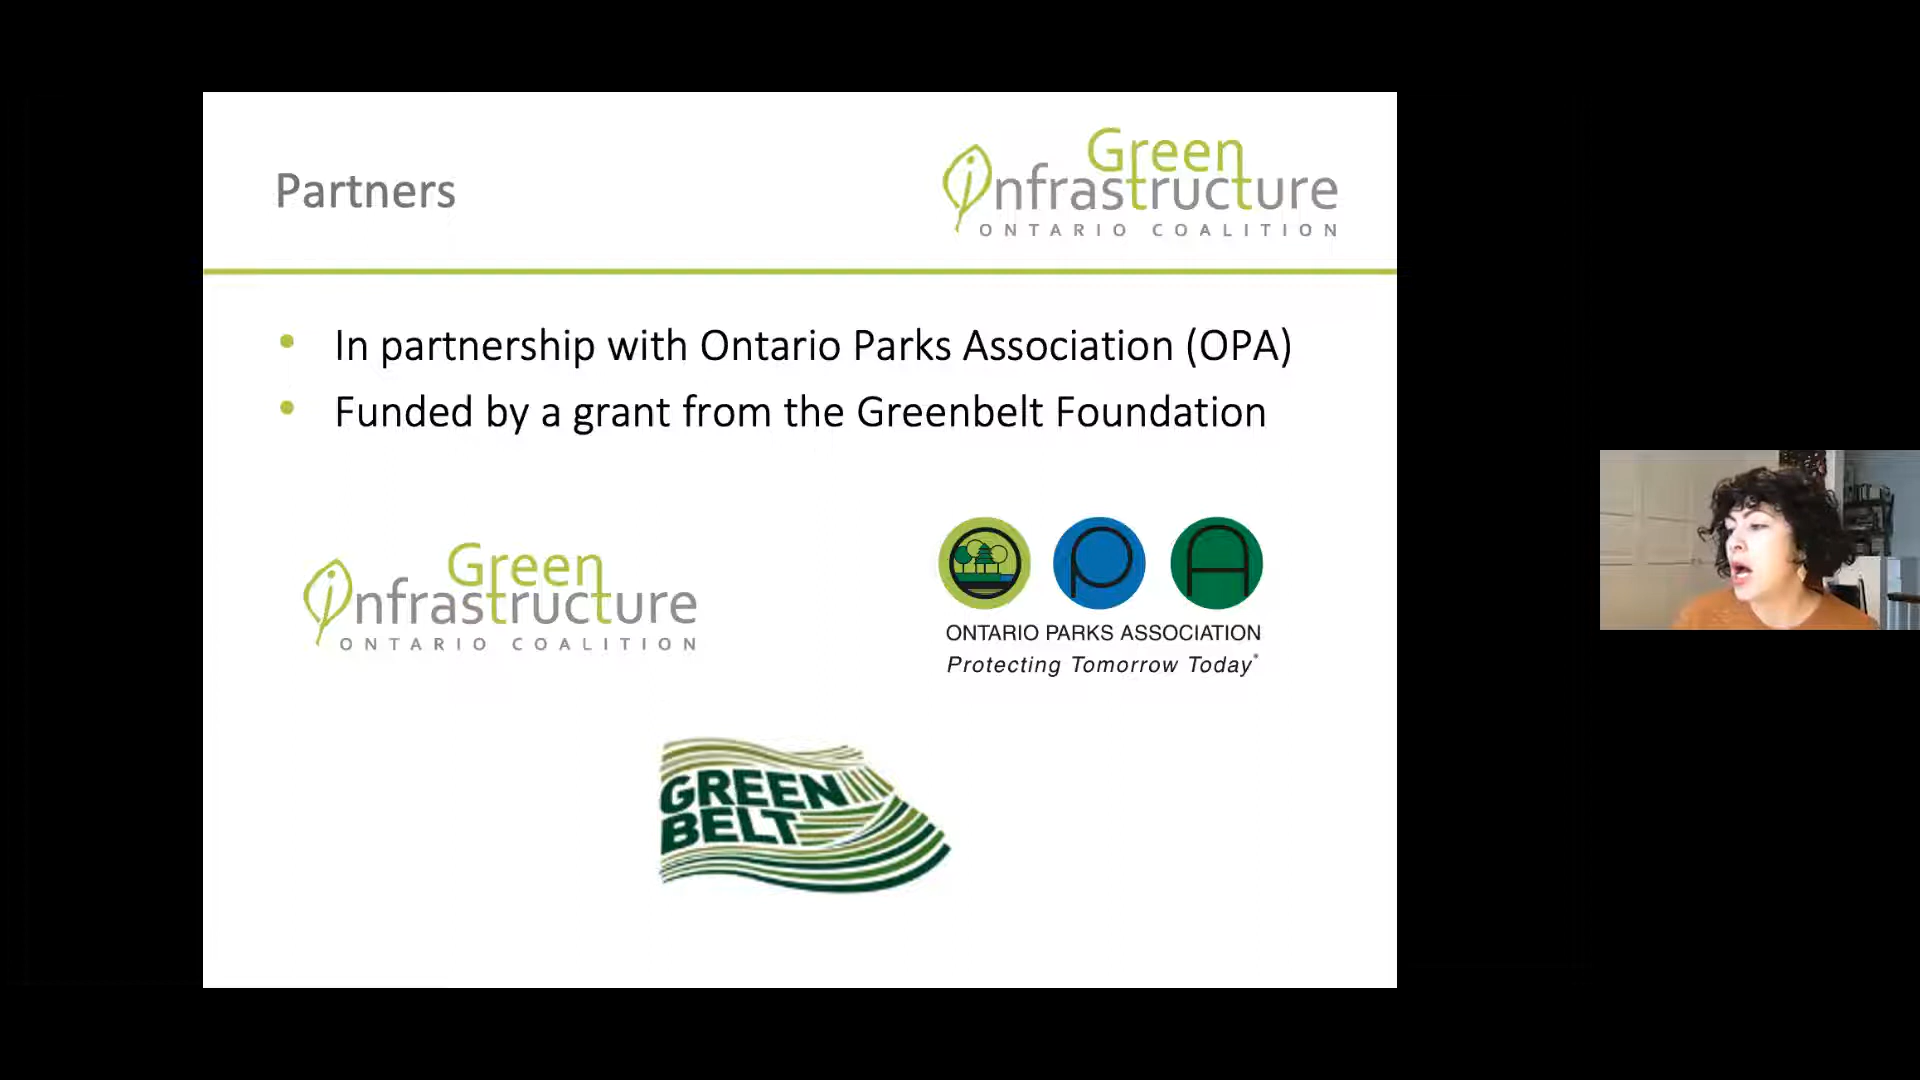 Partners
Green
infrastructure
ONTARIO COALITION
• In partnership with Ontario Parks Association (OPA)
• Funded by a grant from the Greenbelt Foundation
Green
infrastructure
ONTARIO COALITION
OPA
ONTARIO PARKS ASSOCIATION
Protecting Tomorrow Today*
GREEN
BELT